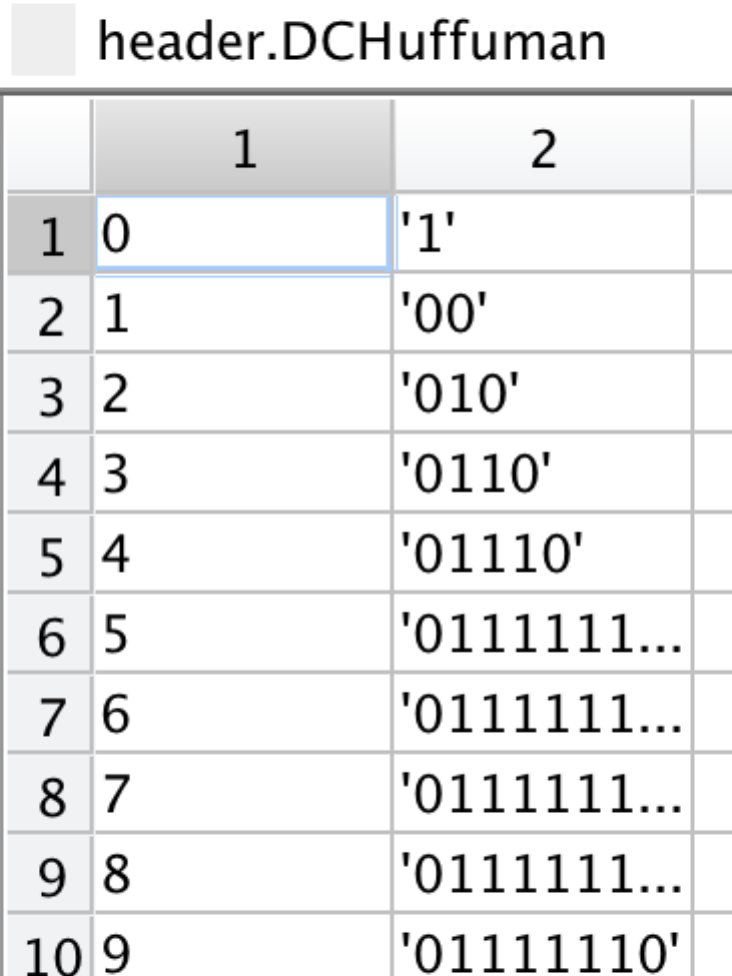 header.DCHuffuman
1 2
1 0 '1'
2 1 '00'
3 2 '010'
4 3 '0110'
5 4 '01110'
6 5 '0111111...
7 6 '0111111...
8 7 '0111111...
9 8 '0111111...
10 9 '01111110'